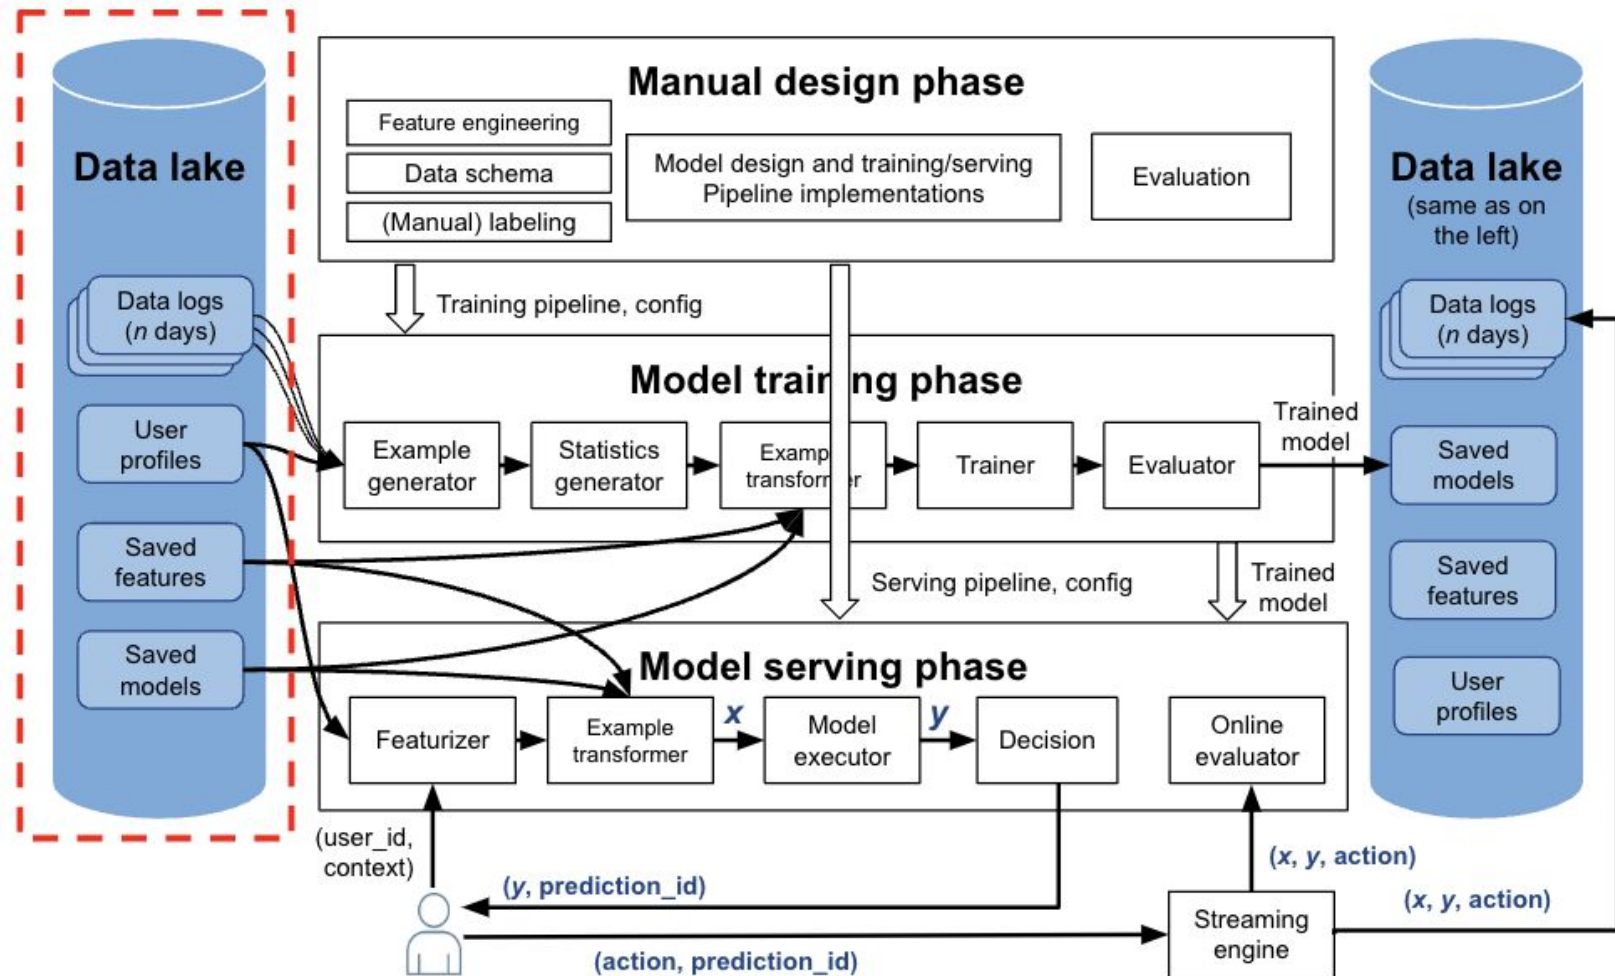 Data lake
Data logs
(n days)
User
profiles
Saved
features
Saved
models
Manual design phase
Feature engineering
Data schema
(Manual) labeling
Model design and training/serving
Pipeline implementations
Evaluation
Training pipeline, config
Model training phase
Example
generator
Statistics
generator
Trainer
Evaluator
Trained
model
Serving pipeline, config
Trained
model
Model serving phase
Featurizer
Example
transformer
x
Model
executor
y
Decision
Online
evaluator
(user_id,
context)
(y, prediction_id)
(action, prediction_id)
(x, y, action)
Streaming
engine
(x, y, action)
Data lake
(same as on
the left)
Data logs
(n days)
Saved
models
Saved
features
User
profiles